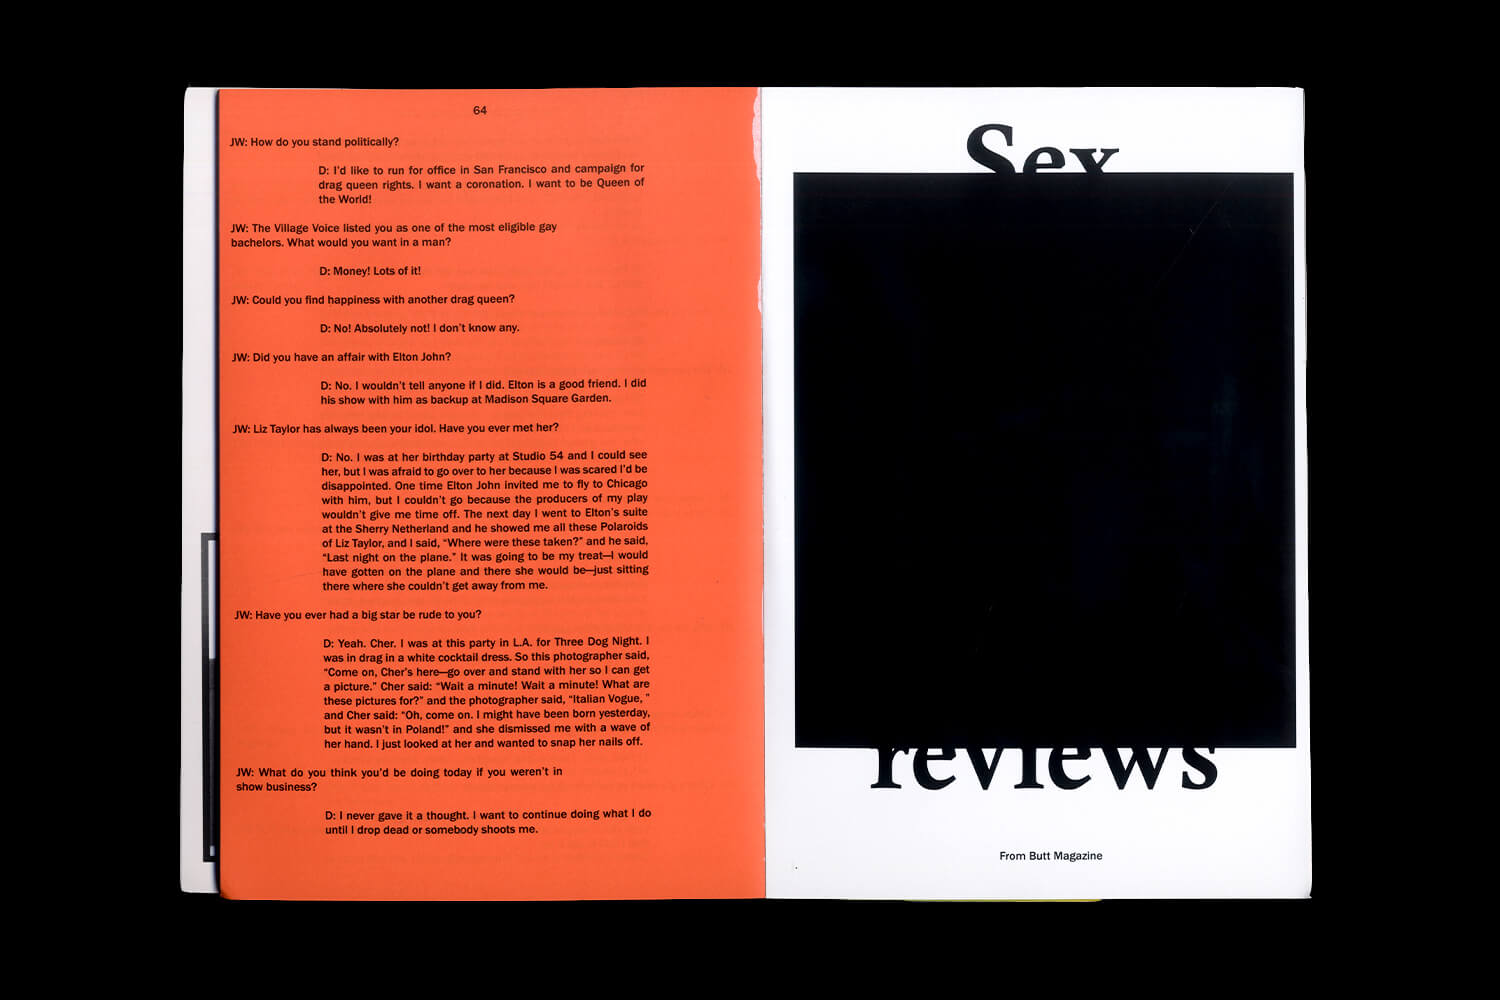 64
JW: How do you stand politically?
D: I'd like to run for office in San Francisco and campaign for
drag queen rights. I want a coronation. I want to be Queen of
the World!
JW: The Village Voice listed you as one of the most eligible gay
bachelors. What would you want in a man?
D: Money! Lots of it!
JW: Could you find happiness with another drag queen?
D: No! Absolutely not! I don't know any.
JW: Did you have an affair with Elton John?
D: No. I wouldn't tell anyone if I did. Elton is a good friend. I did
his show with him as backup at Madison Square Garden.
JW: Liz Taylor has always been your idol. Have you ever met her?
D: No. I was at her birthday party at Studio 54 and I could see
her, but I was afraid to go over to her because I was scared I'd be
disappointed. One time Elton John invited me to fly to Chicago
with him, but I couldn't go because the producers of my play
wouldn't give me time off. The next day I went to Elton's suite
at the Sherry Netherland and he showed me all these Polaroids
of Liz Taylor, and I said, “Where were these taken?” and he said,
“Last night on the plane.” It was going to be my treat—I would
have gotten on the plane and there she would be—just sitting
there where she couldn't get away from me.
JW: Have you ever had a big star be rude to you?
D: Yeah. Cher. I was at this party in L.A. for Three Dog Night. I
was in drag in a white cocktail dress. So this photographer said,
“Come on, Cher's here—go over and stand with her so I can get
a picture.” Cher said: “Wait a minute! Wait a minute! What are
these pictures for?” and the photographer said, “Italian Vogue, ”
and Cher said: “Oh, come on. I might have been born yesterday,
but it wasn't in Poland!” and she dismissed me with a wave of
her hand. I just looked at her and wanted to snap her nails off.
JW: What do you think you'd be doing today if you weren't in
show business?
D: I never gave it a thought. I want to continue doing what I do
until I drop dead or somebody shoots me.
Sex
reviews
From Butt Magazine